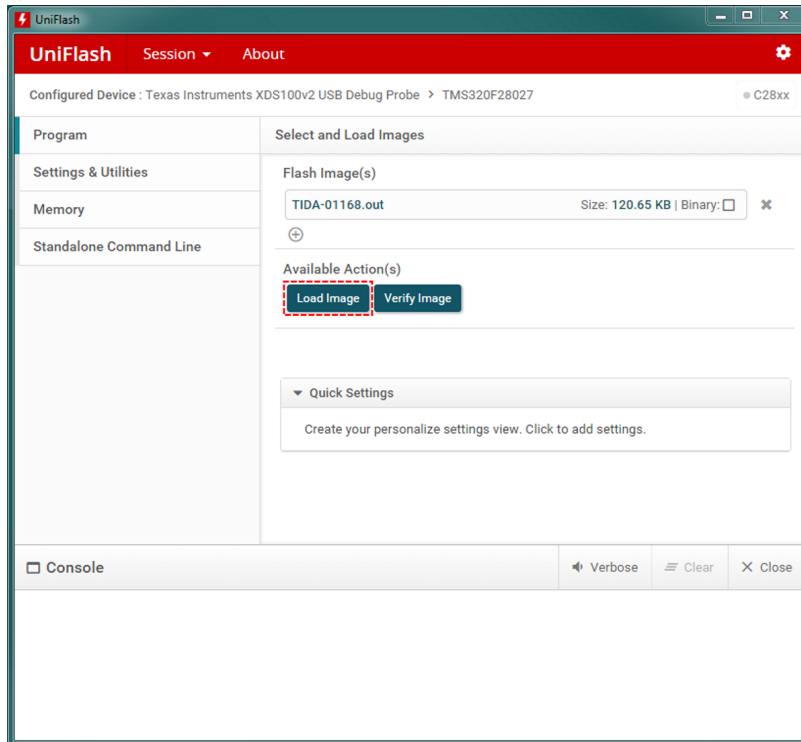 UniFlash
UniFlash Session About
Configured Device : Texas Instruments XDS100v2 USB Debug Probe > TMS320F28027 C28xx
Program
Settings & Utilities
Memory
Standalone Command Line
Select and Load Images
Flash Image(s)
TIDA-01168.out Size: 120.65 KB | Binary:
Available Action(s)
Load Image Verify Image
Quick Settings
Create your personalize settings view. Click to add settings.
Console Verbose Clear Close